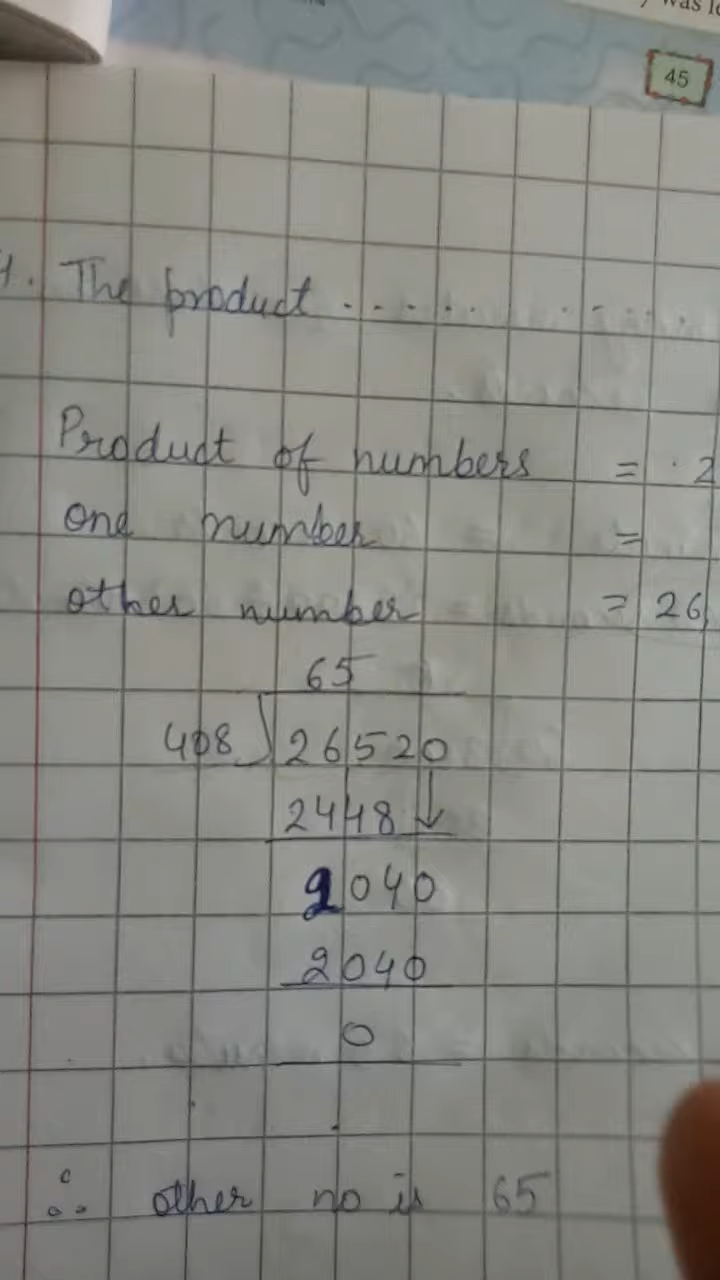 was
45
. The product . . . . . . . . . . .
Product of numbers = 2
one number =
other number = 26
65
408 ) 26520
2448 ↓
2040
2040
0
∴ other no is 65